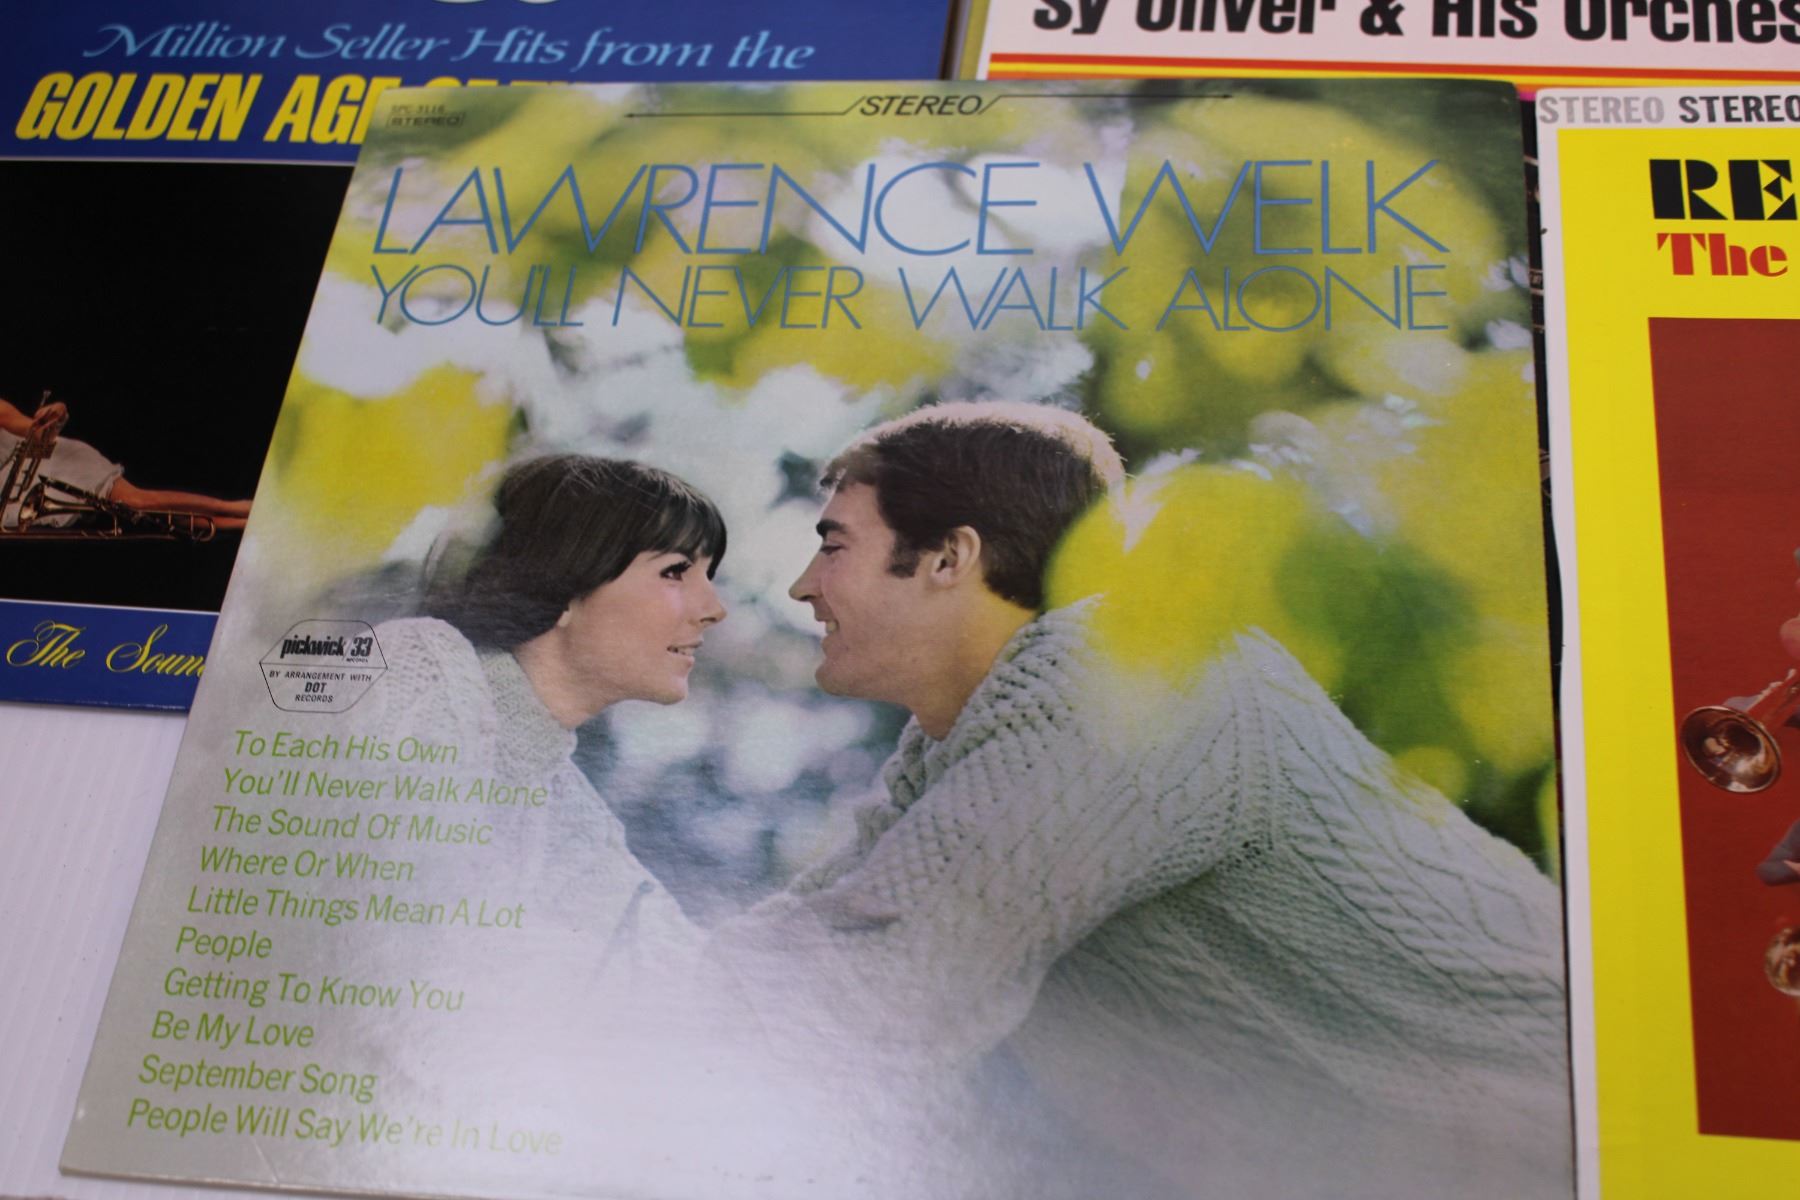 Million Seller Hits from the
GOLDEN AGE
The
Sy Oliver & His
STEREO STEREO
RE
The
SPC-3116
STEREO
STEREO
LAWRENCE WELK
YOU'LL NEVER WALK ALONE
pickwick/33
RECORDS
BY ARRANGEMENT WITH
DOT
RECORDS
To Each His Own
You'll Never Walk Alone
The Sound Of Music
Where Or When
Little Things Mean A Lot
People
Getting To Know You
Be My Love
September Song
People Will Say We're In Love